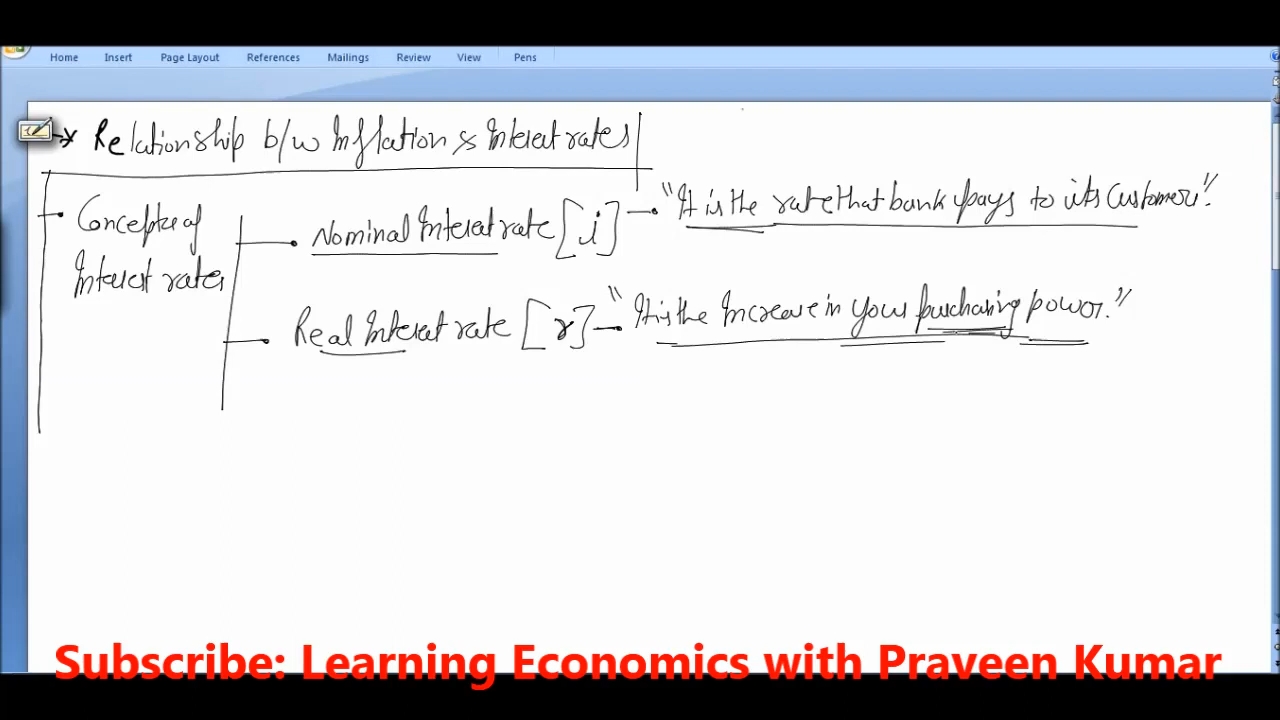 Home Insert Page Layout References Mailings Review View Pens
Relationship b/w Inflation & Interest rates
Concepts of Interest rates
Nominal Interest rate [i] "It is the rate that bank pays to its customers."
Real Interest rate [r] "It is the Increase in your purchasing power."
Subscribe: Learning Economics with Praveen Kumar